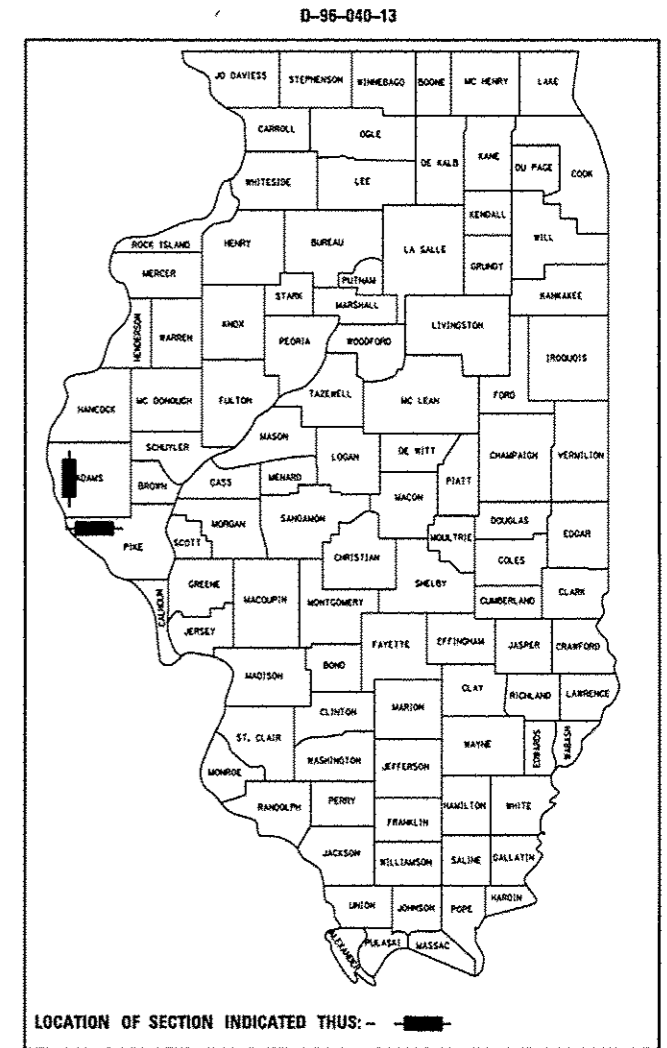 D-96-040-13
JO DAVIESS STEPHENSON WINNEBAGO BOONE MC HENRY LAKE
CARROLL OGLE DE KALB KANE DU PAGE COOK
WHITESIDE LEE
KENDALL WILL
ROCK ISLAND HENRY BUREAU LA SALLE GRUNDY
MERCER PUTNAM KANKAKEE
STARK MARSHALL
HENDERSON WARREN KNOX PEORIA WOODFORD LIVINGSTON IROQUOIS
HANCOCK MC DONOUGH FULTON TAZEWELL MC LEAN FORD
MASON
SCHUYLER LOGAN DE WITT CHAMPAIGN VERMILION
ADAMS BROWN CASS MENARD PIATT
MACON
MORGAN SANGAMON DOUGLAS EDGAR
PIKE SCOTT MOULTRIE
CHRISTIAN COLES
SHELBY
GREENE CLARK
CALHOUN MACOUPIN MONTGOMERY CUMBERLAND
JERSEY FAYETTE EFFINGHAM JASPER CRAWFORD
BOND
MADISON CLAY RICHLAND LAWRENCE
CLINTON MARION
ST. CLAIR WAYNE EDWARDS WABASH
WASHINGTON JEFFERSON
MONROE
RANDOLPH PERRY HAMILTON WHITE
FRANKLIN
JACKSON WILLIAMSON SALINE GALLATIN
UNION JOHNSON POPE HARDIN
ALEXANDER PULASKI MASSAC
LOCATION OF SECTION INDICATED THUS: -